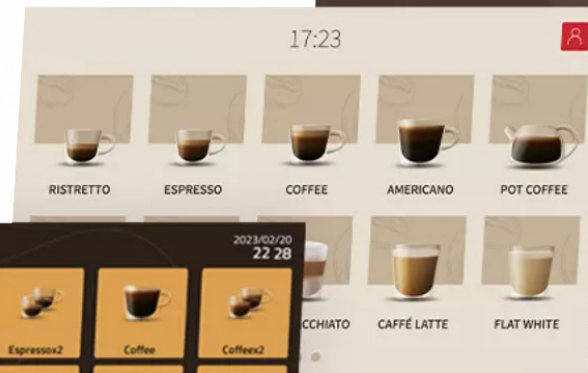 17:23
RISTRETTO
ESPRESSO
COFFEE
AMERICANO
POT COFFEE
CCHIATO
CAFFÉ LATTE
FLAT WHITE
2023/02/20
22 28
Espressox2
Coffee
Coffeex2